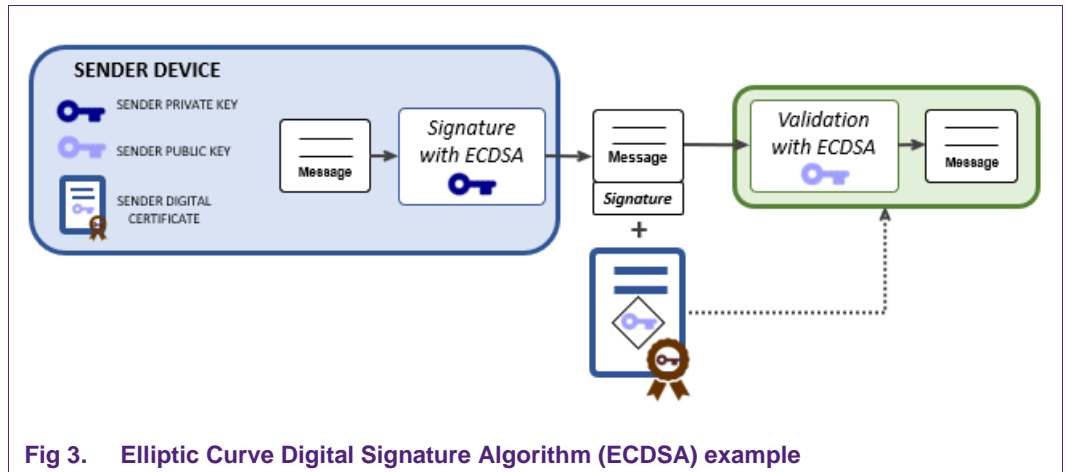 SENDER DEVICE
SENDER PRIVATE KEY
SENDER PUBLIC KEY
SENDER DIGITAL
CERTIFICATE
Message
Signature
with ECDSA
Message
Signature
+
Validation
with ECDSA
Message
Fig 3. Elliptic Curve Digital Signature Algorithm (ECDSA) example